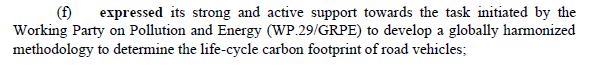 (f) expressed its strong and active support towards the task initiated by the
Working Party on Pollution and Energy (WP.29/GRPE) to develop a globally harmonized
methodology to determine the life-cycle carbon footprint of road vehicles;